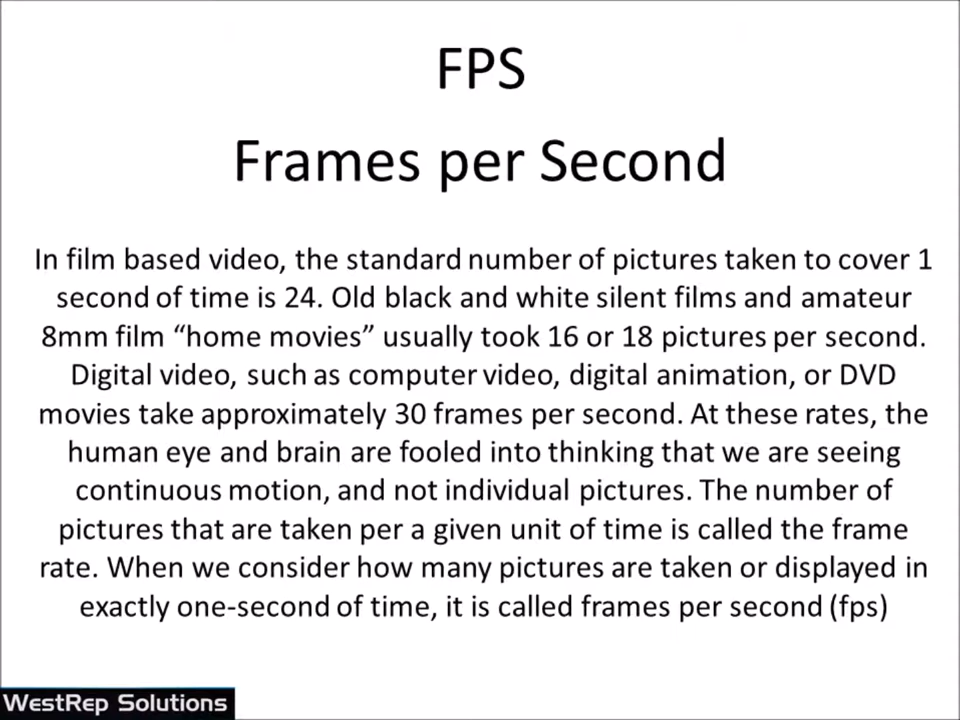 FPS
Frames per Second
In film based video, the standard number of pictures taken to cover 1
second of time is 24. Old black and white silent films and amateur
8mm film “home movies” usually took 16 or 18 pictures per second.
Digital video, such as computer video, digital animation, or DVD
movies take approximately 30 frames per second. At these rates, the
human eye and brain are fooled into thinking that we are seeing
continuous motion, and not individual pictures. The number of
pictures that are taken per a given unit of time is called the frame
rate. When we consider how many pictures are taken or displayed in
exactly one-second of time, it is called frames per second (fps)
WestRep Solutions